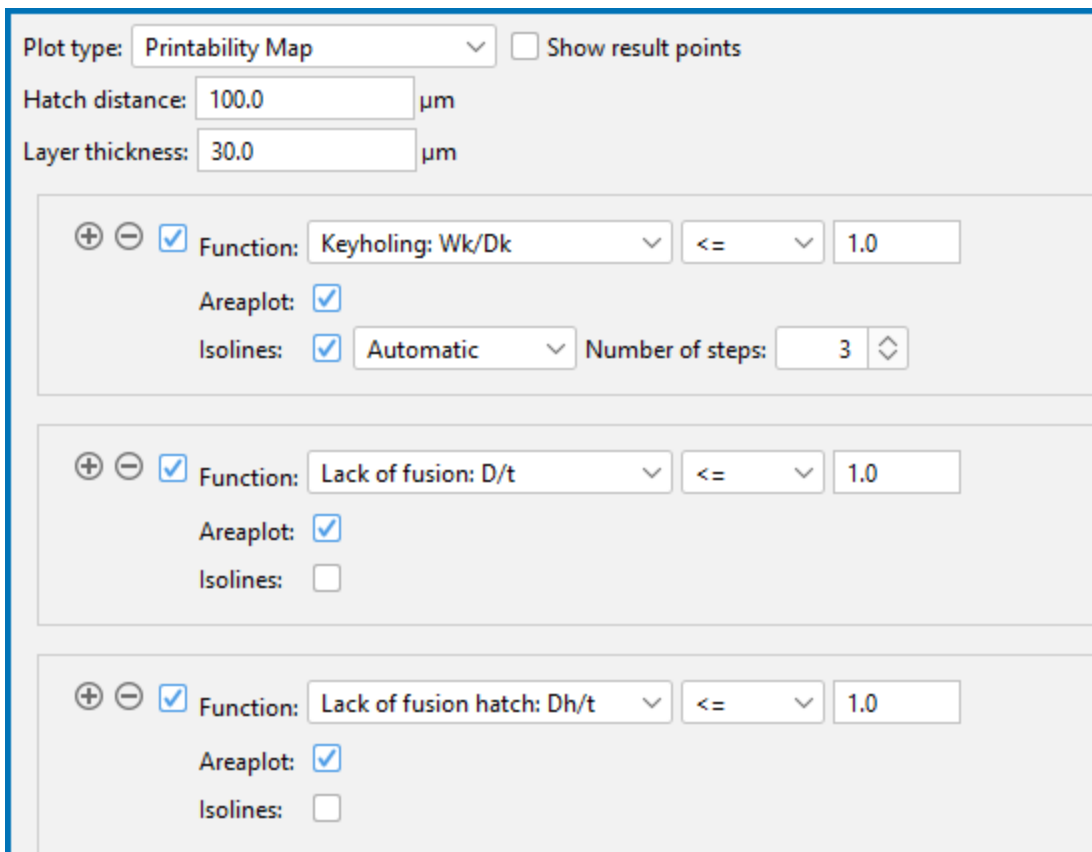 Plot type: Printability Map Show result points
Hatch distance: 100.0 µm
Layer thickness: 30.0 µm
Function: Keyholing: Wk/Dk <= 1.0
Areaplot:
Isolines: Automatic Number of steps: 3
Function: Lack of fusion: D/t <= 1.0
Areaplot:
Isolines:
Function: Lack of fusion hatch: Dh/t <= 1.0
Areaplot:
Isolines: